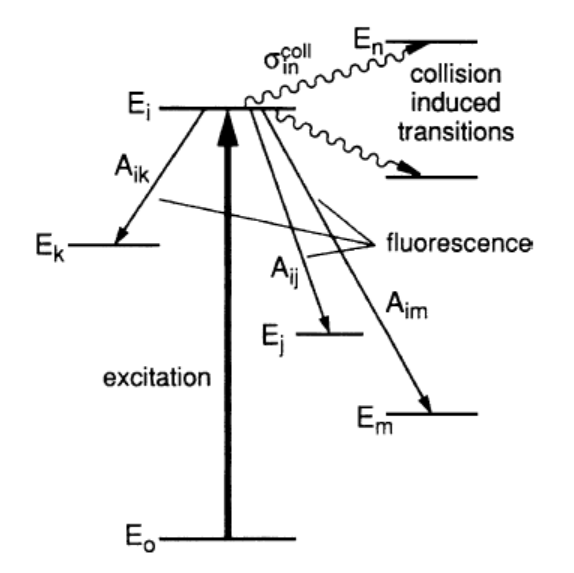 σ_in^coll
E_n
collision
induced
transitions
E_i
A_ik
E_k
fluorescence
A_ij
A_im
E_j
excitation
E_m
E_o